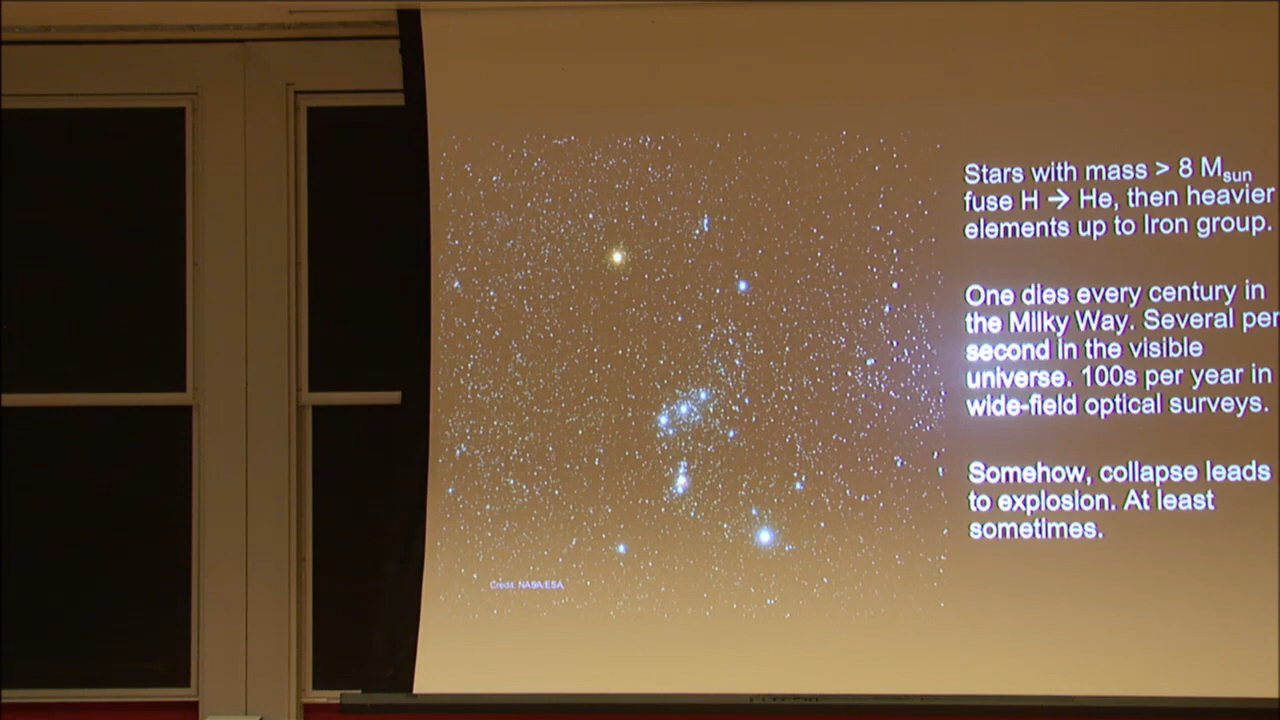 Stars with mass > 8 Msun
fuse H → He, then heavier
elements up to Iron group.
One dies every century in
the Milky Way. Several per
second in the visible
universe. 100s per year in
wide-field optical surveys.
Somehow, collapse leads
to explosion. At least
sometimes.
Credit: NASA/ESA